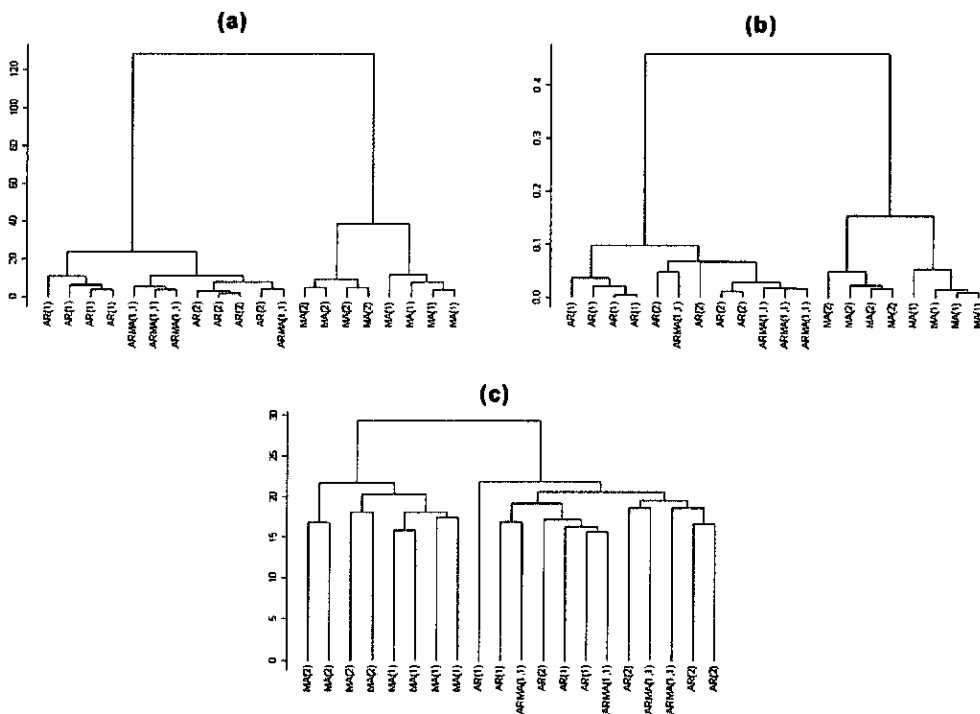 (a)
120
100
80
60
40
20
0
AR(1)
AR(1)
AR(1)
AR(1)
ARMA(1,1)
ARMA(1,1)
ARMA(1,1)
AR(2)
AR(2)
AR(2)
AR(2)
ARMA(1,1)
MA(2)
MA(2)
MA(2)
MA(2)
MA(1)
MA(1)
MA(1)
MA(1)
(b)
0.4
0.3
0.2
0.1
0.0
AR(1)
AR(1)
AR(1)
AR(1)
AR(2)
ARMA(1,1)
AR(2)
AR(2)
AR(2)
ARMA(1,1)
ARMA(1,1)
ARMA(1,1)
MA(2)
MA(2)
MA(2)
MA(2)
MA(1)
MA(1)
MA(1)
MA(1)
(c)
30
25
20
15
10
5
0
MA(2)
MA(2)
MA(2)
MA(2)
MA(1)
MA(1)
MA(1)
MA(1)
AR(1)
AR(1)
ARMA(1,1)
AR(2)
AR(1)
AR(1)
ARMA(1,1)
AR(2)
ARMA(1,1)
ARMA(1,1)
AR(2)
AR(2)